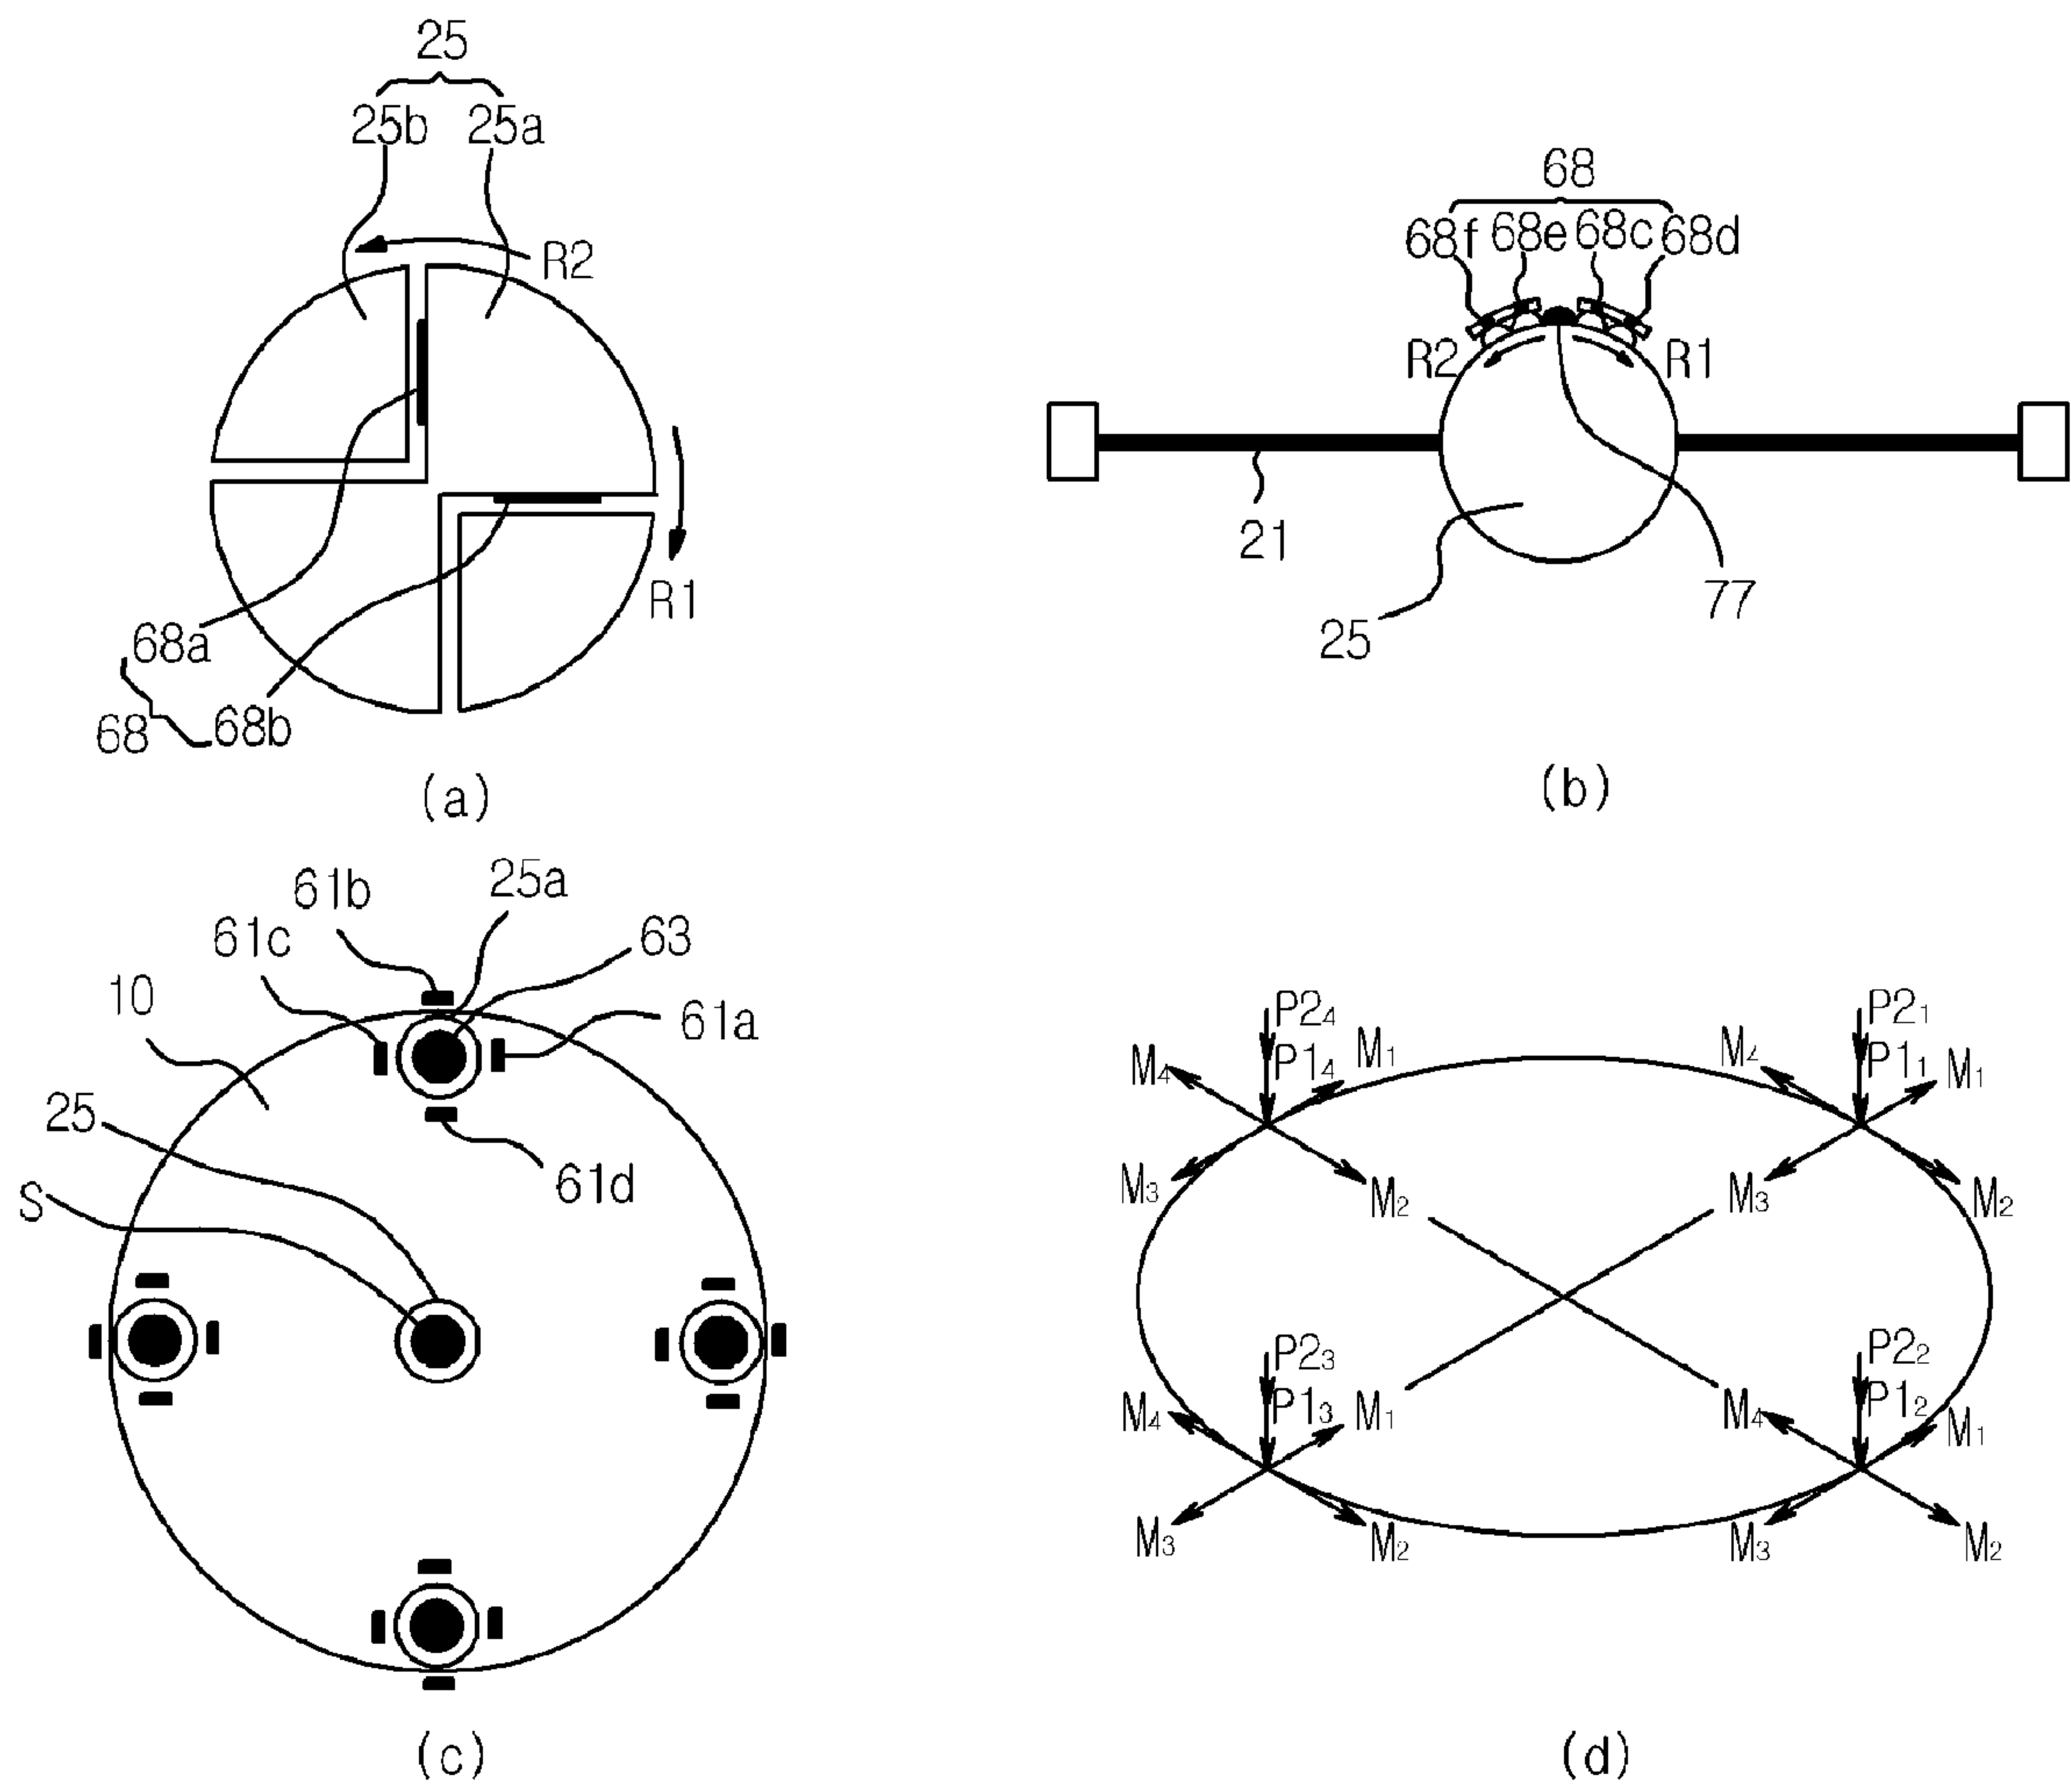 25
25b 25a
R2
R1
68a
68b
68
(a)
68
68f 68e 68c 68d
R2 R1
21
25
77
(b)
61b
25a
61c
63
10
61a
25
61d
S
(c)
P2₄ P2₁
M₄ P1₄ M₁ M₄ P1₁ M₁
M₃ M₂ M₃ M₂
P2₃ P2₂
M₄ P1₃ M₁ M₄ P1₂ M₁
M₃ M₂ M₃ M₂
(d)